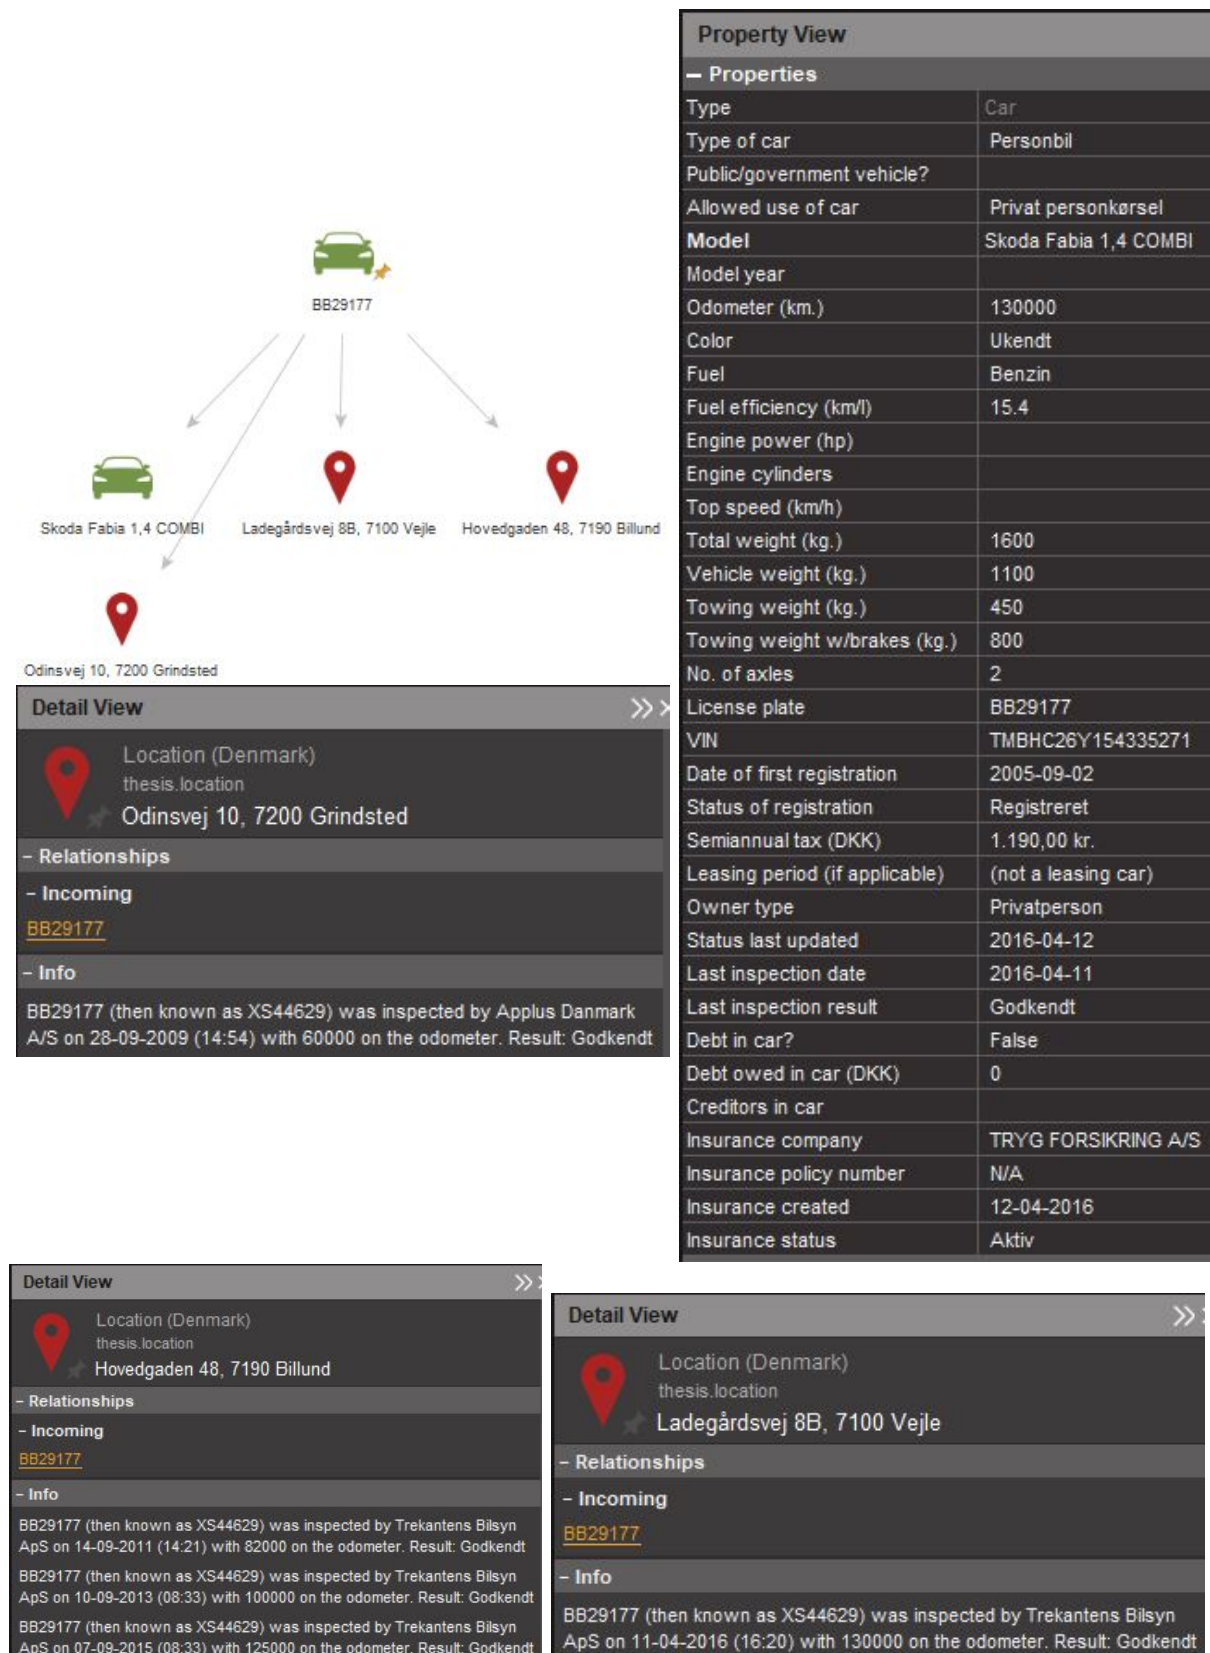 BB29177
Skoda Fabia 1,4 COMBI
Ladegårdsvej 8B, 7100 Vejle
Hovedgaden 48, 7190 Billund
Odinsvej 10, 7200 Grindsted
Detail View
Location (Denmark)
thesis.location
Odinsvej 10, 7200 Grindsted
– Relationships
– Incoming
BB29177
– Info
BB29177 (then known as XS44629) was inspected by Applus Danmark
A/S on 28-09-2009 (14:54) with 60000 on the odometer. Result: Godkendt
Property View
– Properties
Type Car
Type of car Personbil
Public/government vehicle?
Allowed use of car Privat personkørsel
Model Skoda Fabia 1,4 COMBI
Model year
Odometer (km.) 130000
Color Ukendt
Fuel Benzin
Fuel efficiency (km/l) 15.4
Engine power (hp)
Engine cylinders
Top speed (km/h)
Total weight (kg.) 1600
Vehicle weight (kg.) 1100
Towing weight (kg.) 450
Towing weight w/brakes (kg.) 800
No. of axles 2
License plate BB29177
VIN TMBHC26Y154335271
Date of first registration 2005-09-02
Status of registration Registreret
Semiannual tax (DKK) 1.190,00 kr.
Leasing period (if applicable) (not a leasing car)
Owner type Privatperson
Status last updated 2016-04-12
Last inspection date 2016-04-11
Last inspection result Godkendt
Debt in car? False
Debt owed in car (DKK) 0
Creditors in car
Insurance company TRYG FORSIKRING A/S
Insurance policy number N/A
Insurance created 12-04-2016
Insurance status Aktiv
Detail View
Location (Denmark)
thesis.location
Hovedgaden 48, 7190 Billund
– Relationships
– Incoming
BB29177
– Info
BB29177 (then known as XS44629) was inspected by Trekantens Bilsyn
ApS on 14-09-2011 (14:21) with 82000 on the odometer. Result: Godkendt
BB29177 (then known as XS44629) was inspected by Trekantens Bilsyn
ApS on 10-09-2013 (08:33) with 100000 on the odometer. Result: Godkendt
BB29177 (then known as XS44629) was inspected by Trekantens Bilsyn
ApS on 07-09-2015 (08:33) with 125000 on the odometer. Result: Godkendt
Detail View
Location (Denmark)
thesis.location
Ladegårdsvej 8B, 7100 Vejle
– Relationships
– Incoming
BB29177
– Info
BB29177 (then known as XS44629) was inspected by Trekantens Bilsyn
ApS on 11-04-2016 (16:20) with 130000 on the odometer. Result: Godkendt